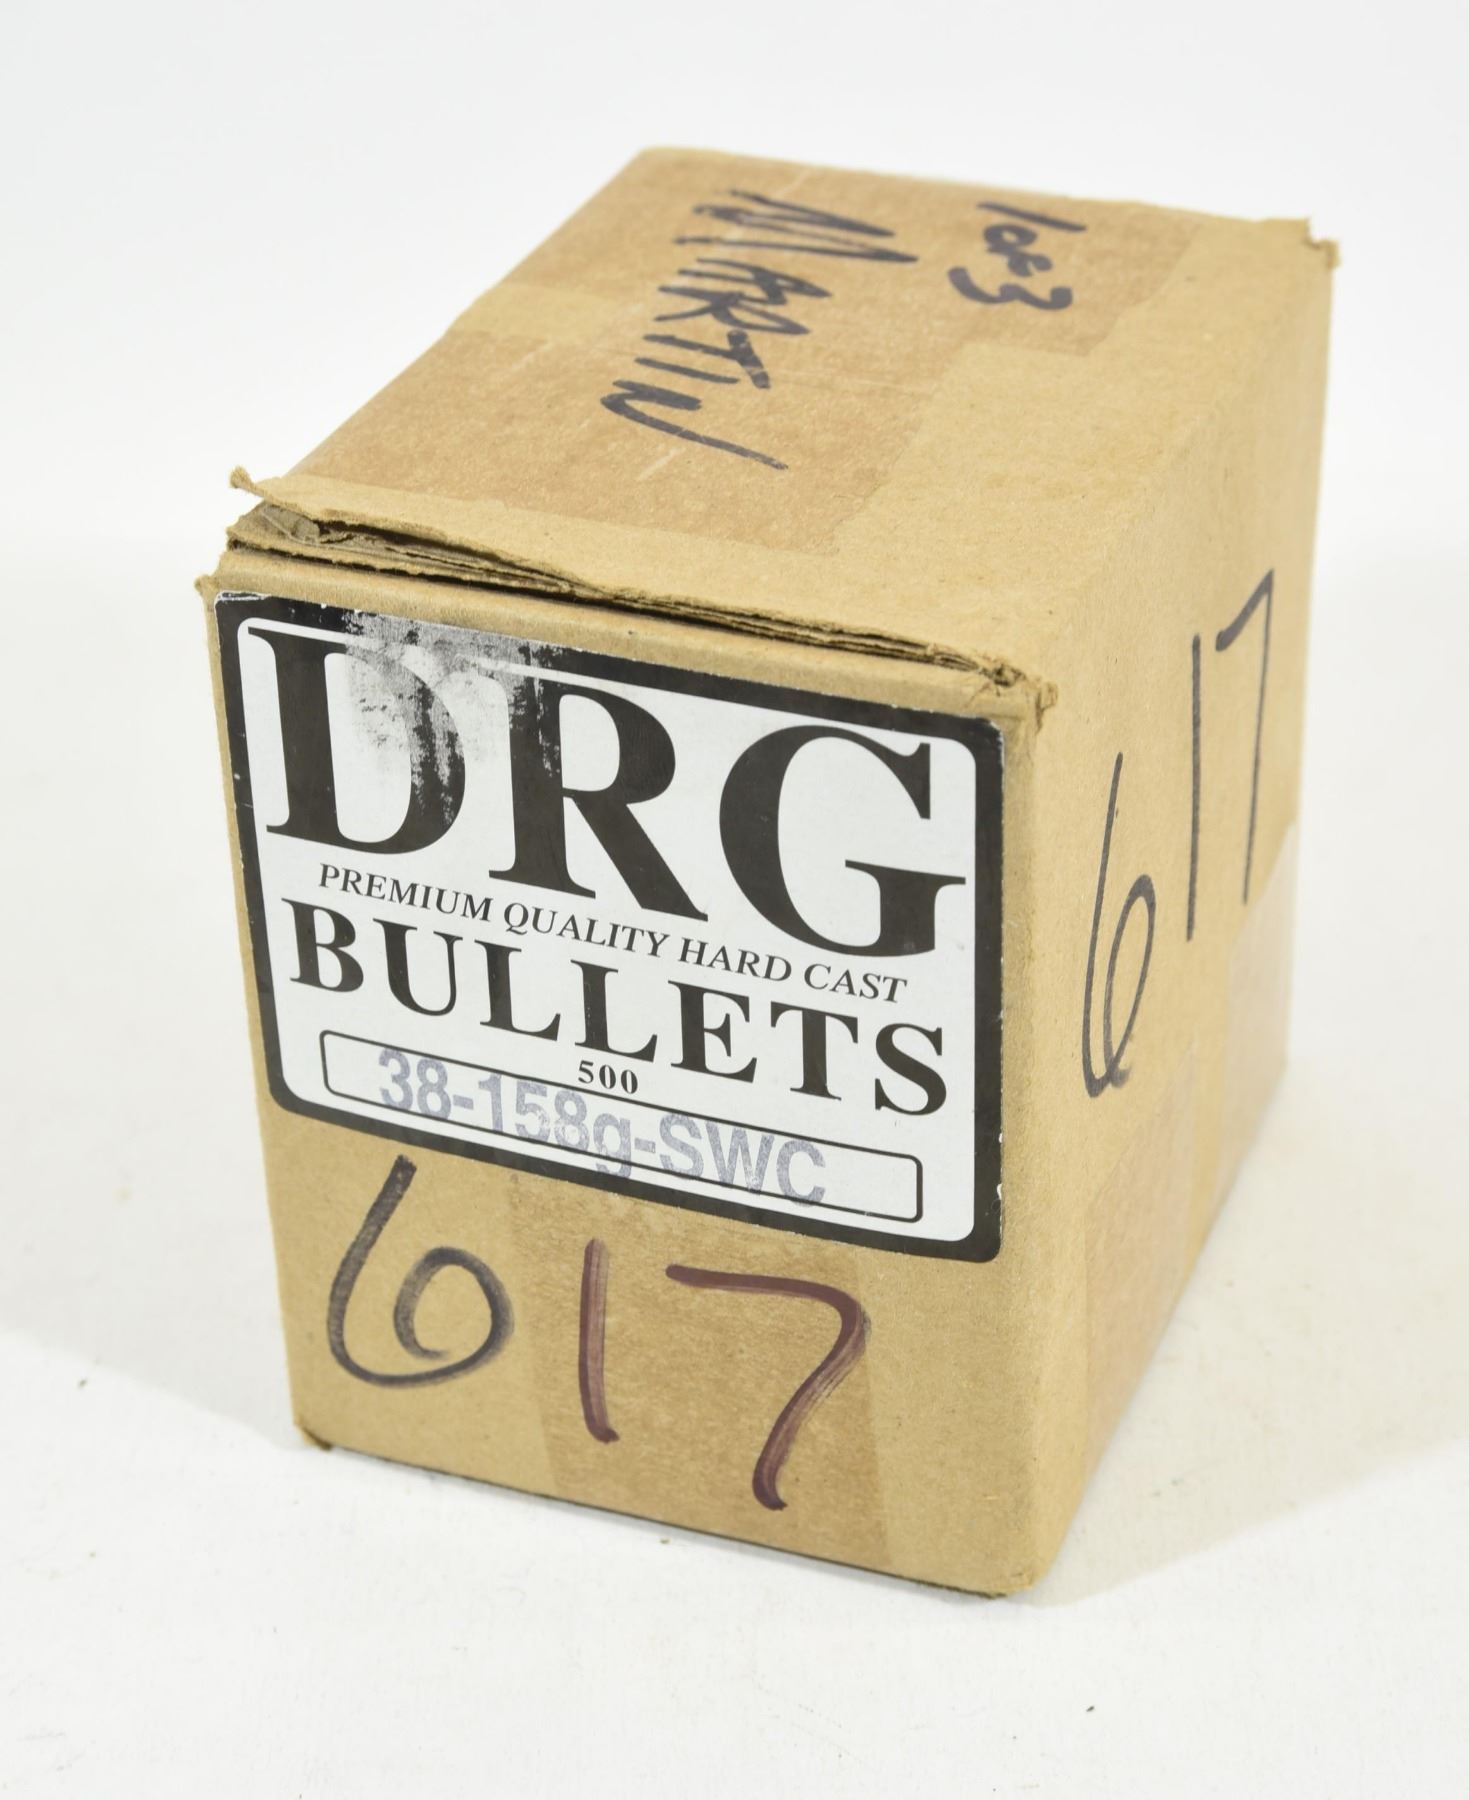 1 of 3
MARTIN
DRG
PREMIUM QUALITY HARD CAST
BULLETS
500
38-158g-SWC
617
617